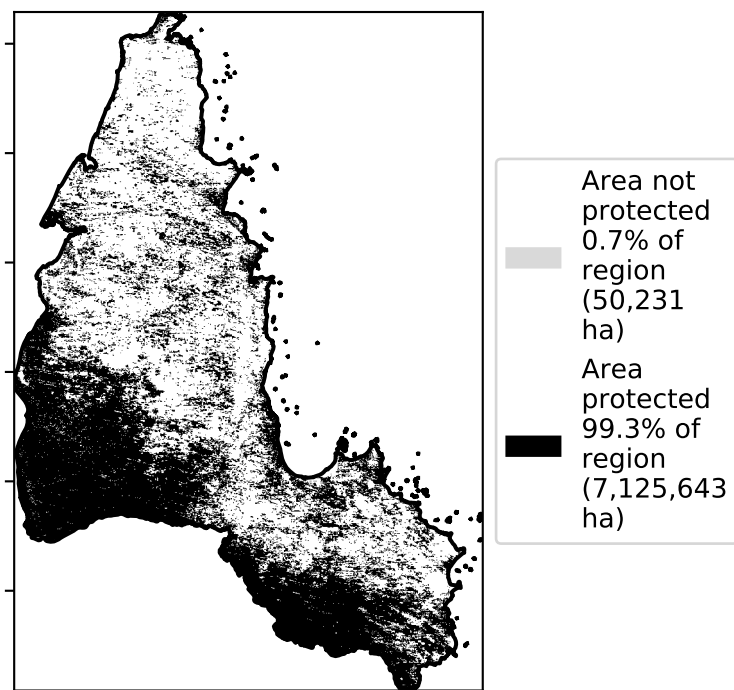 Area not
protected
0.7% of
region
(50,231
ha)
Area
protected
99.3% of
region
(7,125,643
ha)